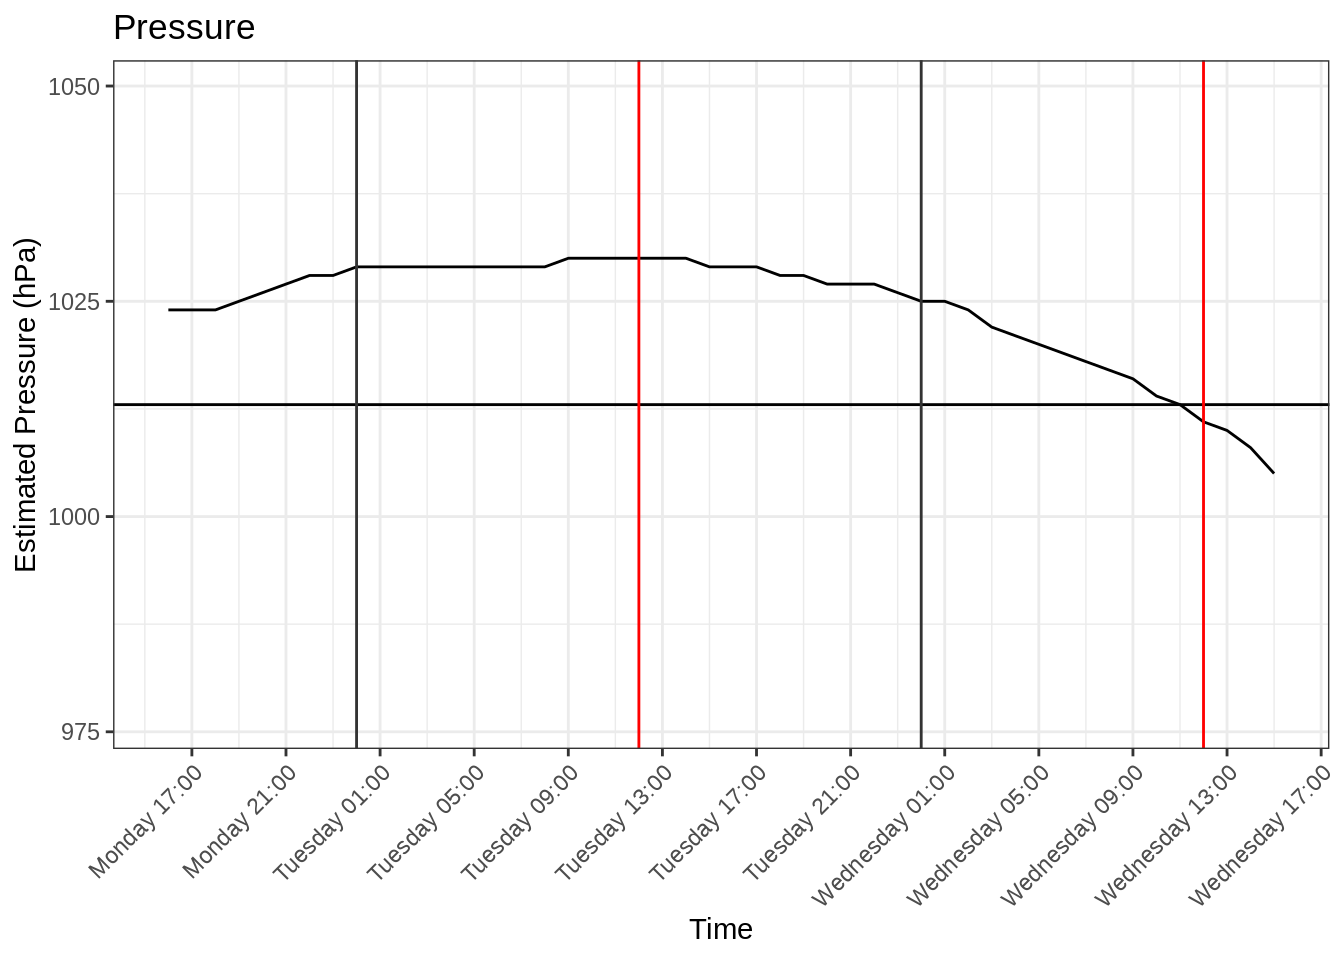 Pressure
Estimated Pressure (hPa)
1050
1025
1000
975
Monday 17:00
Monday 21:00
Tuesday 01:00
Tuesday 05:00
Tuesday 09:00
Tuesday 13:00
Tuesday 17:00
Tuesday 21:00
Wednesday 01:00
Wednesday 05:00
Wednesday 09:00
Wednesday 13:00
Wednesday 17:00
Time